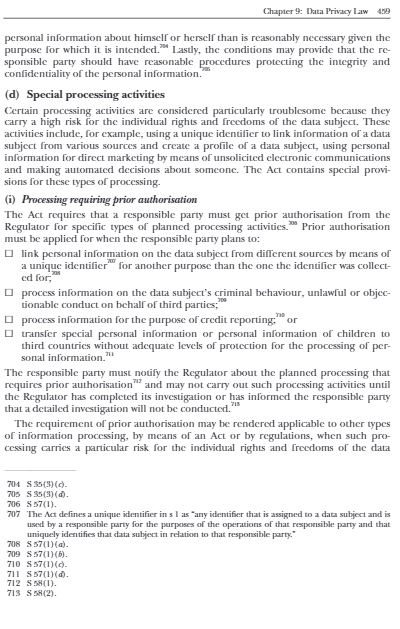 Chapter 9: Data Privacy Law 459
personal information about himself or herself than is reasonably necessary given the
purpose for which it is intended.704 Lastly, the conditions may provide that the re-
sponsible party should have reasonable procedures protecting the integrity and
confidentiality of the personal information.705
(d) Special processing activities
Certain processing activities are considered particularly troublesome because they
carry a high risk for the individual rights and freedoms of the data subject. These
activities include, for example, using a unique identifier to link information of a data
subject from various sources and create a profile of a data subject, using personal
information for direct marketing by means of unsolicited electronic communications
and making automated decisions about someone. The Act contains special provi-
sions for these types of processing.
(i) Processing requiring prior authorisation
The Act requires that a responsible party must get prior authorisation from the
Regulator for specific types of planned processing activities.706 Prior authorisation
must be applied for when the responsible party plans to:
☐ link personal information on the data subject from different sources by means of
a unique identifier707 for another purpose than the one the identifier was collect-
ed for;708
☐ process information on the data subject's criminal behaviour, unlawful or objec-
tionable conduct on behalf of third parties;709
☐ process information for the purpose of credit reporting;710 or
☐ transfer special personal information or personal information of children to
third countries without adequate levels of protection for the processing of per-
sonal information.711
The responsible party must notify the Regulator about the planned processing that
requires prior authorisation712 and may not carry out such processing activities until
the Regulator has completed its investigation or has informed the responsible party
that a detailed investigation will not be conducted.713
The requirement of prior authorisation may be rendered applicable to other types
of information processing, by means of an Act or by regulations, when such pro-
cessing carries a particular risk for the individual rights and freedoms of the data
704 S 35(3)(c).
705 S 35(3)(d).
706 S 57(1).
707 The Act defines a unique identifier in s 1 as "any identifier that is assigned to a data subject and is
used by a responsible party for the purposes of the operations of that responsible party and that
uniquely identifies that data subject in relation to that responsible party."
708 S 57(1)(a).
709 S 57(1)(b).
710 S 57(1)(c).
711 S 57(1)(d).
712 S 58(1).
713 S 58(2).